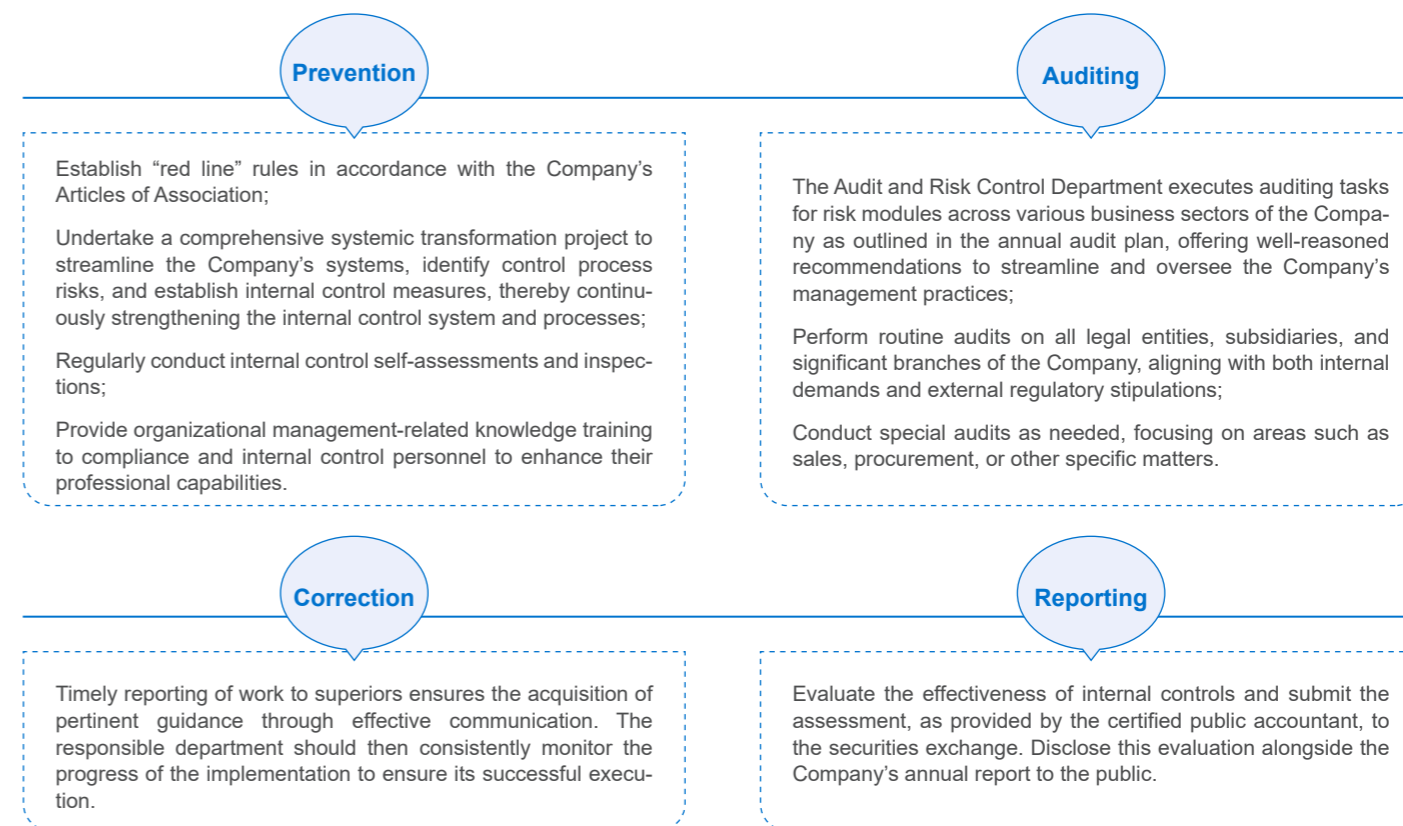 Prevention
Establish “red line” rules in accordance with the Company’s
Articles of Association;
Undertake a comprehensive systemic transformation project to
streamline the Company’s systems, identify control process
risks, and establish internal control measures, thereby continu-
ously strengthening the internal control system and processes;
Regularly conduct internal control self-assessments and inspec-
tions;
Provide organizational management-related knowledge training
to compliance and internal control personnel to enhance their
professional capabilities.
Auditing
The Audit and Risk Control Department executes auditing tasks
for risk modules across various business sectors of the Compa-
ny as outlined in the annual audit plan, offering well-reasoned
recommendations to streamline and oversee the Company’s
management practices;
Perform routine audits on all legal entities, subsidiaries, and
significant branches of the Company, aligning with both internal
demands and external regulatory stipulations;
Conduct special audits as needed, focusing on areas such as
sales, procurement, or other specific matters.
Correction
Timely reporting of work to superiors ensures the acquisition of
pertinent guidance through effective communication. The
responsible department should then consistently monitor the
progress of the implementation to ensure its successful execu-
tion.
Reporting
Evaluate the effectiveness of internal controls and submit the
assessment, as provided by the certified public accountant, to
the securities exchange. Disclose this evaluation alongside the
Company’s annual report to the public.